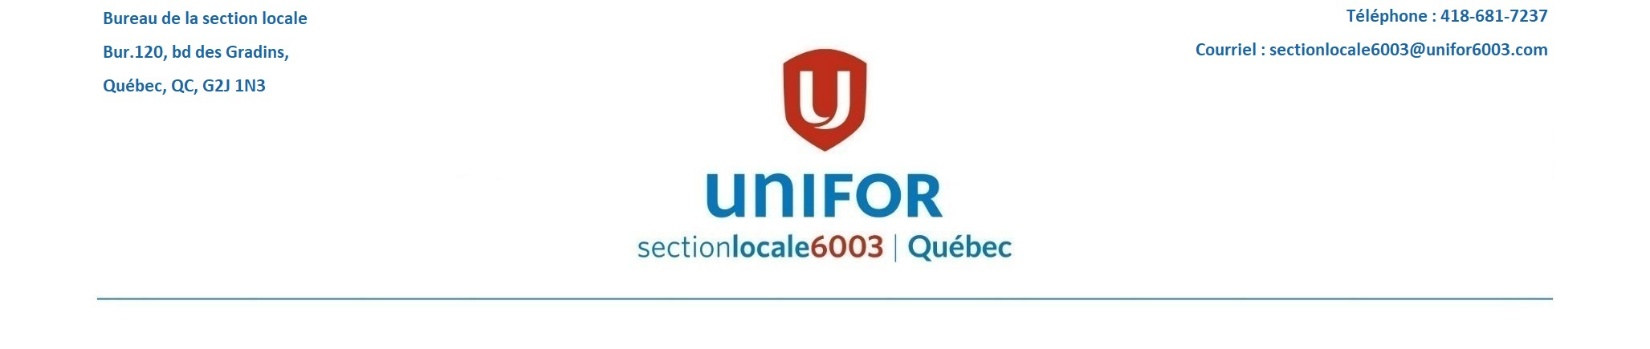 Bureau de la section locale
Bur.120, bd des Gradins,
Québec, QC, G2J 1N3
Téléphone : 418-681-7237
Courriel : sectionlocale6003@unifor6003.com
U
UNIFOR
sectionlocale6003 | Québec